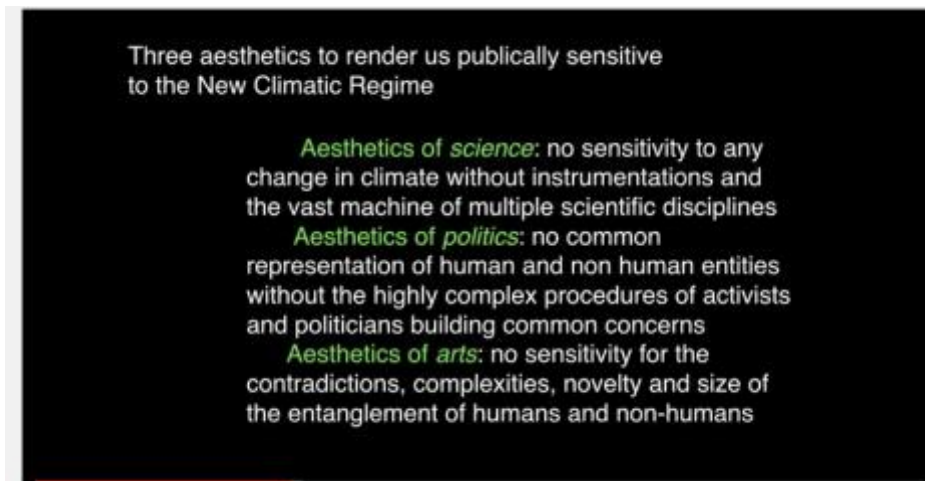 Three aesthetics to render us publically sensitive
to the New Climatic Regime
Aesthetics of science: no sensitivity to any
change in climate without instrumentations and
the vast machine of multiple scientific disciplines
Aesthetics of politics: no common
representation of human and non human entities
without the highly complex procedures of activists
and politicians building common concerns
Aesthetics of arts: no sensitivity for the
contradictions, complexities, novelty and size of
the entanglement of humans and non-humans